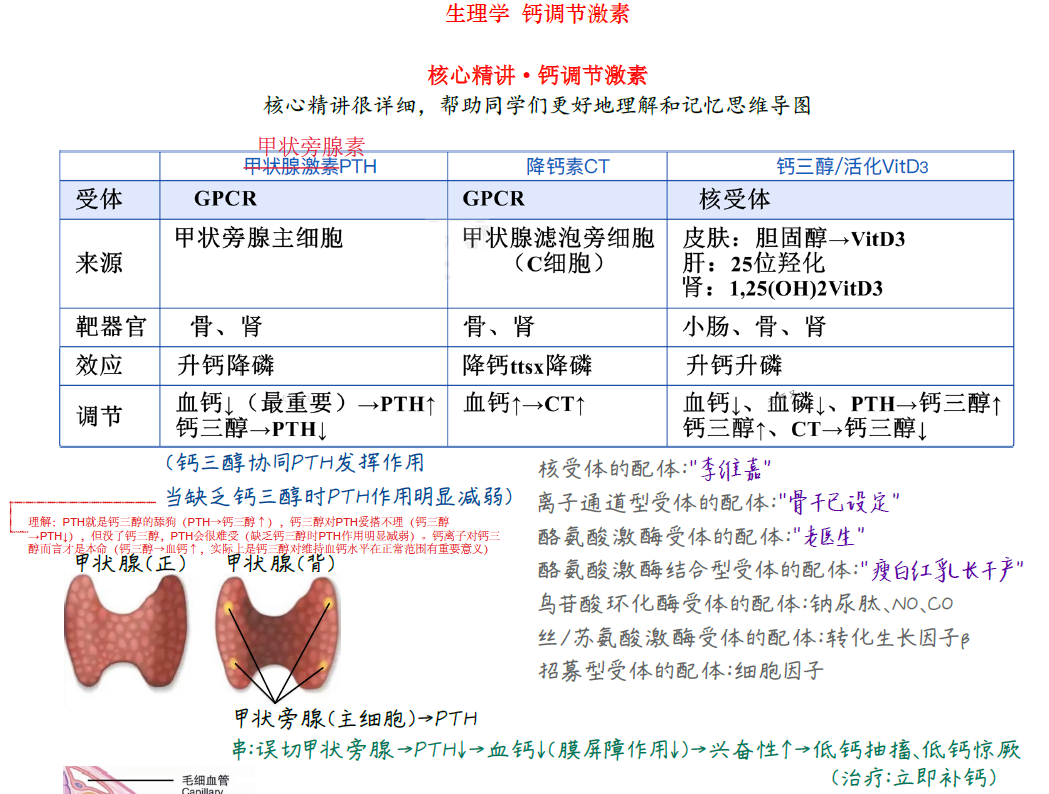 生理学 钙调节激素
核心精讲·钙调节激素
核心精讲很详细，帮助同学们更好地理解和记忆思维导图
甲状旁腺素
甲状腺激素PTH 降钙素CT 钙三醇/活化VitD3
受体 GPCR GPCR 核受体
来源 甲状旁腺主细胞 甲状腺滤泡旁细胞 皮肤：胆固醇→VitD3
（C细胞） 肝：25位羟化
肾：1,25(OH)2VitD3
靶器官 骨、肾 骨、肾 小肠、骨、肾
效应 升钙降磷 降钙ttsx降磷 升钙升磷
调节 血钙↓（最重要）→PTH↑ 血钙↑→CT↑ 血钙↓、血磷↓、PTH→钙三醇↑
钙三醇→PTH↓ 钙三醇↑、CT→钙三醇↓
(钙三醇协同PTH发挥作用
当缺乏钙三醇时PTH作用明显减弱)
理解：PTH就是钙三醇的舔狗（PTH→钙三醇↑），钙三醇对PTH爱搭不理（钙三醇
→PTH↓），但没了钙三醇，PTH会很难受（缺乏钙三醇时PTH作用明显减弱）。钙离子对钙三
醇而言才是本命（钙三醇→血钙↑，实际上是钙三醇对维持血钙水平在正常范围有重要意义）
核受体的配体:"李维嘉"
离子通道型受体的配体:"骨干已设定"
酪氨酸激酶受体的配体:"老医生"
酪氨酸激酶结合型受体的配体:"瘦白红乳长干产"
鸟苷酸环化酶受体的配体:钠尿肽、NO、CO
丝/苏氨酸激酶受体的配体:转化生长因子β
招募型受体的配体:细胞因子
甲状腺(正) 甲状腺(背)
甲状旁腺(主细胞)→PTH
串:误切甲状旁腺→PTH↓→血钙↓(膜屏障作用↓)→兴奋性↑→低钙抽搐、低钙惊厥
(治疗:立即补钙)
毛细血管
Capillary